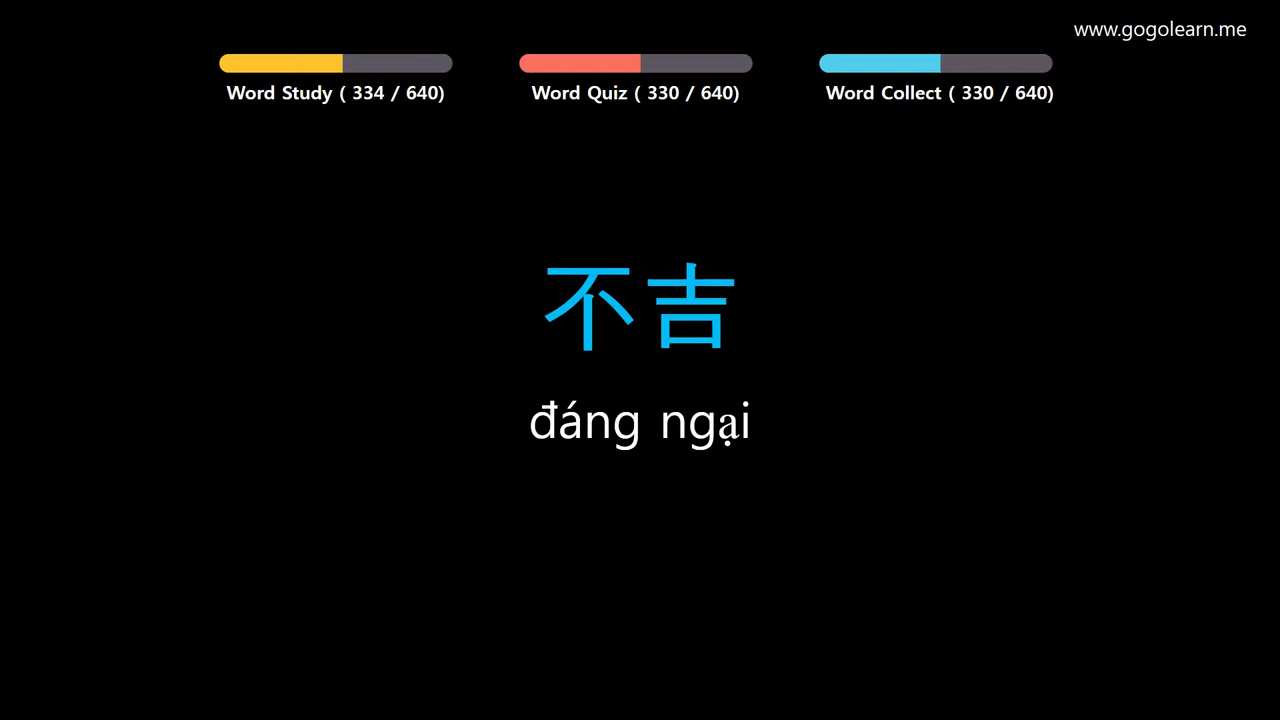 www.gogolearn.me
Word Study ( 334 / 640)
Word Quiz ( 330 / 640)
Word Collect ( 330 / 640)
不吉
đáng ngại